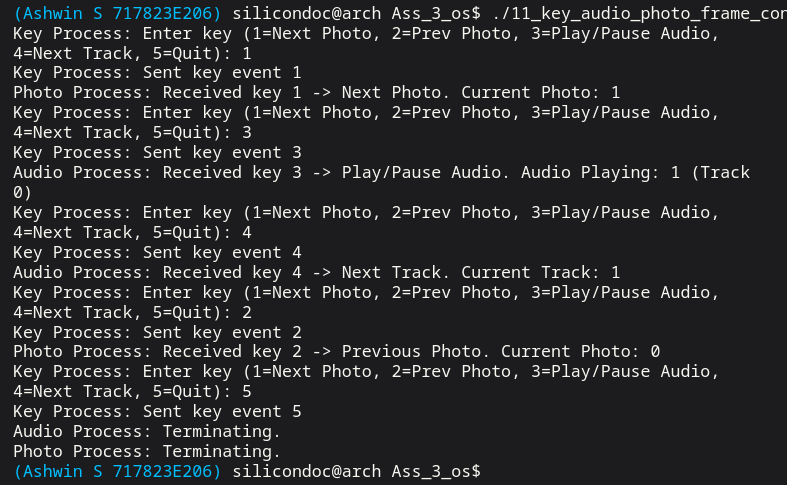 (Ashwin S 717823E206) silicondoc@arch Ass_3_os$ ./11_key_audio_photo_frame_con
Key Process: Enter key (1=Next Photo, 2=Prev Photo, 3=Play/Pause Audio,
4=Next Track, 5=Quit): 1
Key Process: Sent key event 1
Photo Process: Received key 1 -> Next Photo. Current Photo: 1
Key Process: Enter key (1=Next Photo, 2=Prev Photo, 3=Play/Pause Audio,
4=Next Track, 5=Quit): 3
Key Process: Sent key event 3
Audio Process: Received key 3 -> Play/Pause Audio. Audio Playing: 1 (Track
0)
Key Process: Enter key (1=Next Photo, 2=Prev Photo, 3=Play/Pause Audio,
4=Next Track, 5=Quit): 4
Key Process: Sent key event 4
Audio Process: Received key 4 -> Next Track. Current Track: 1
Key Process: Enter key (1=Next Photo, 2=Prev Photo, 3=Play/Pause Audio,
4=Next Track, 5=Quit): 2
Key Process: Sent key event 2
Photo Process: Received key 2 -> Previous Photo. Current Photo: 0
Key Process: Enter key (1=Next Photo, 2=Prev Photo, 3=Play/Pause Audio,
4=Next Track, 5=Quit): 5
Key Process: Sent key event 5
Audio Process: Terminating.
Photo Process: Terminating.
(Ashwin S 717823E206) silicondoc@arch Ass_3_os$